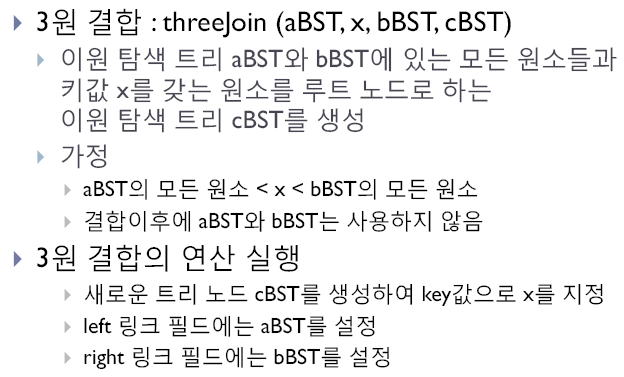 3원 결합 : threeJoin (aBST, x, bBST, cBST)
이원 탐색 트리 aBST와 bBST에 있는 모든 원소들과
키값 x를 갖는 원소를 루트 노드로 하는
이원 탐색 트리 cBST를 생성
가정
aBST의 모든 원소 < x < bBST의 모든 원소
결합이후에 aBST와 bBST는 사용하지 않음
3원 결합의 연산 실행
새로운 트리 노드 cBST를 생성하여 key값으로 x를 지정
left 링크 필드에는 aBST를 설정
right 링크 필드에는 bBST를 설정